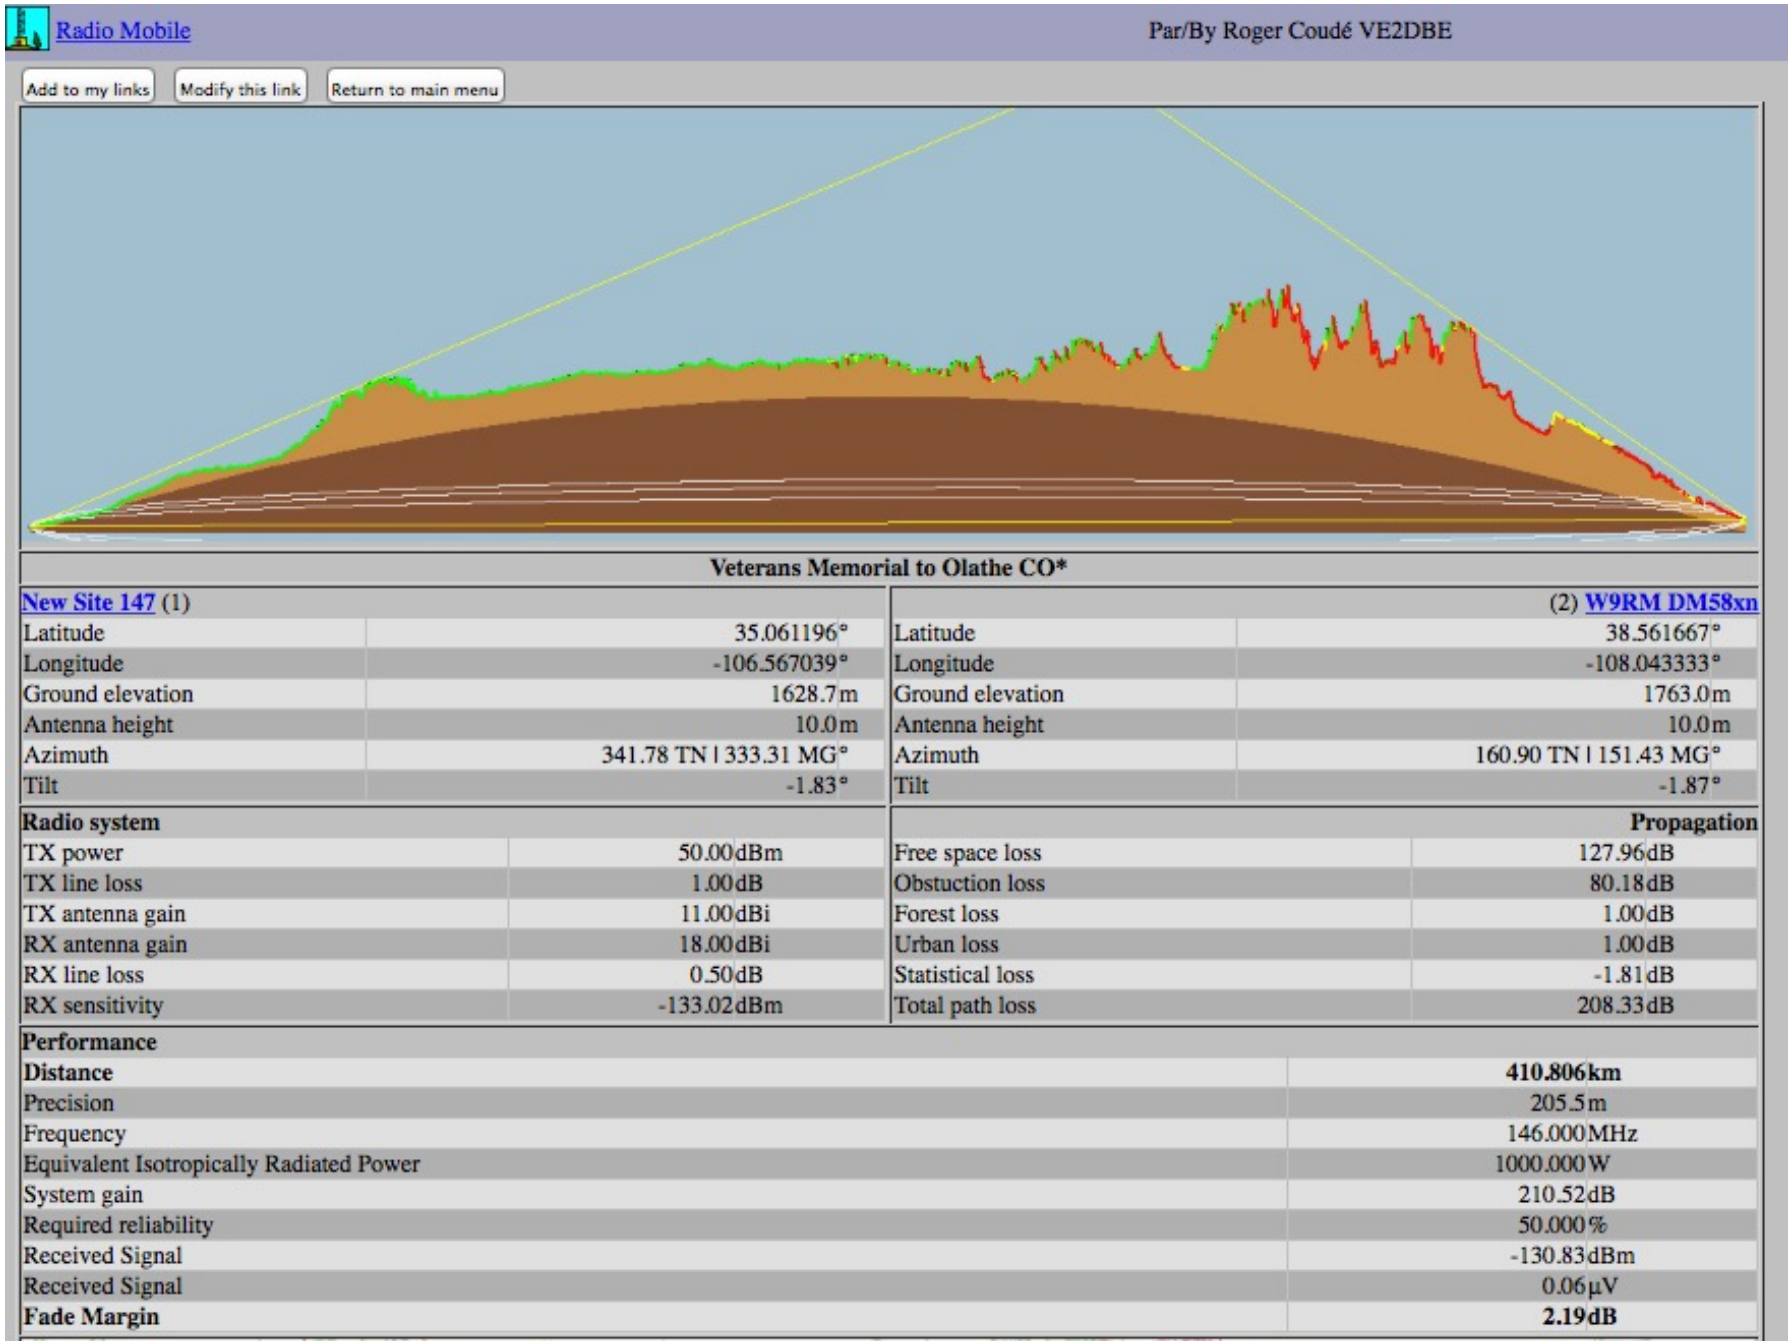 Radio Mobile Par/By Roger Coudé VE2DBE
Add to my links Modify this link Return to main menu
Veterans Memorial to Olathe CO*
New Site 147 (1) (2) W9RM DM58xn
Latitude 35.061196° Latitude 38.561667°
Longitude -106.567039° Longitude -108.043333°
Ground elevation 1628.7m Ground elevation 1763.0m
Antenna height 10.0m Antenna height 10.0m
Azimuth 341.78 TN | 333.31 MG° Azimuth 160.90 TN | 151.43 MG°
Tilt -1.83° Tilt -1.87°
Radio system Propagation
TX power 50.00dBm Free space loss 127.96dB
TX line loss 1.00dB Obstuction loss 80.18dB
TX antenna gain 11.00dBi Forest loss 1.00dB
RX antenna gain 18.00dBi Urban loss 1.00dB
RX line loss 0.50dB Statistical loss -1.81dB
RX sensitivity -133.02dBm Total path loss 208.33dB
Performance
Distance 410.806km
Precision 205.5m
Frequency 146.000MHz
Equivalent Isotropically Radiated Power 1000.000W
System gain 210.52dB
Required reliability 50.000%
Received Signal -130.83dBm
Received Signal 0.06µV
Fade Margin 2.19dB